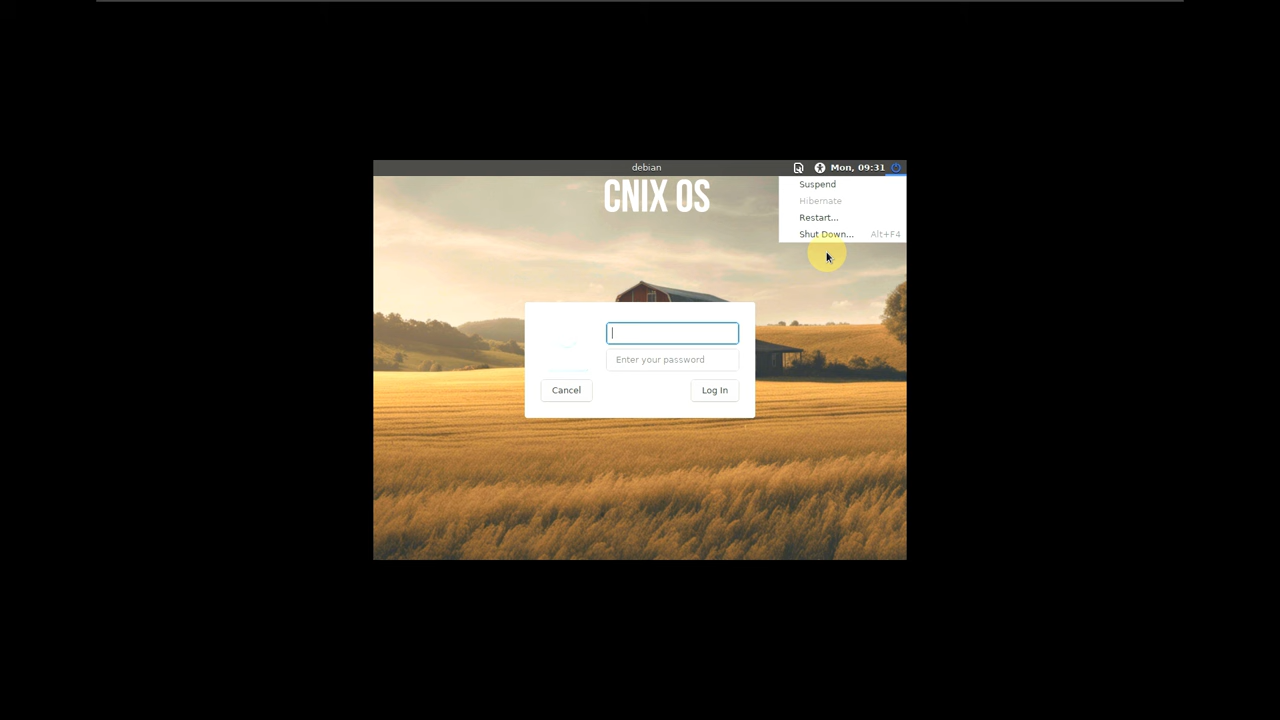 debian
Mon, 09:31
CNIX OS
Suspend
Hibernate
Restart...
Shut Down... Alt+F4
Enter your password
Cancel
Log In